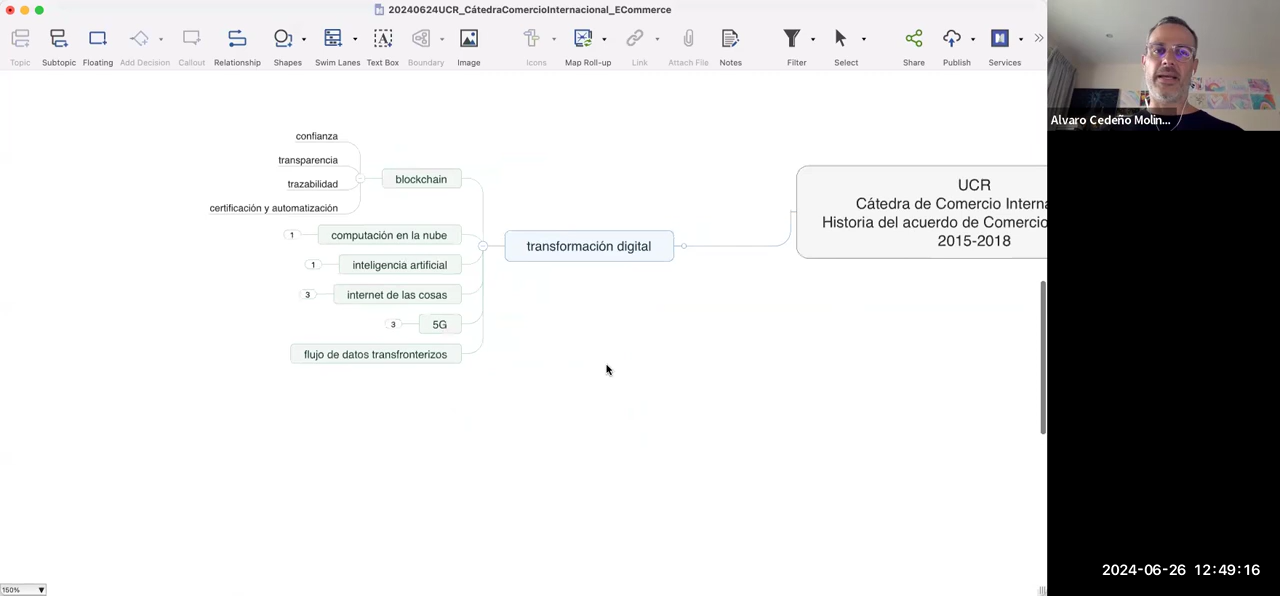 20240624UCR_CátedraComercioInternacional_ECommerce
Topic Subtopic Floating Add Decision Callout Relationship Shapes Swim Lanes Text Box Boundary Image Icons Map Roll-up Link Attach File Notes Filter Select Share Publish Services
confianza
transparencia
trazabilidad
certificación y automatización
blockchain
1 computación en la nube
1 inteligencia artificial
3 internet de las cosas
3 5G
flujo de datos transfronterizos
transformación digital
UCR
Cátedra de Comercio Interna
Historia del acuerdo de Comercio
2015-2018
150%
Alvaro Cedeño Molin...
2024-06-26 12:49:16